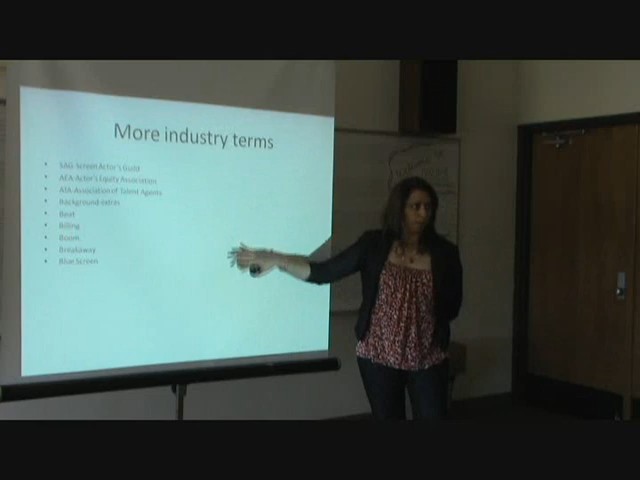 More industry terms
• SAG-Screen Actor's Guild
• AEA-Actor's Equity Association
• ATA-Association of Talent Agents
• Background-extras
• Beat
• Billing
• Boom
• Breakaway
• Blue Screen